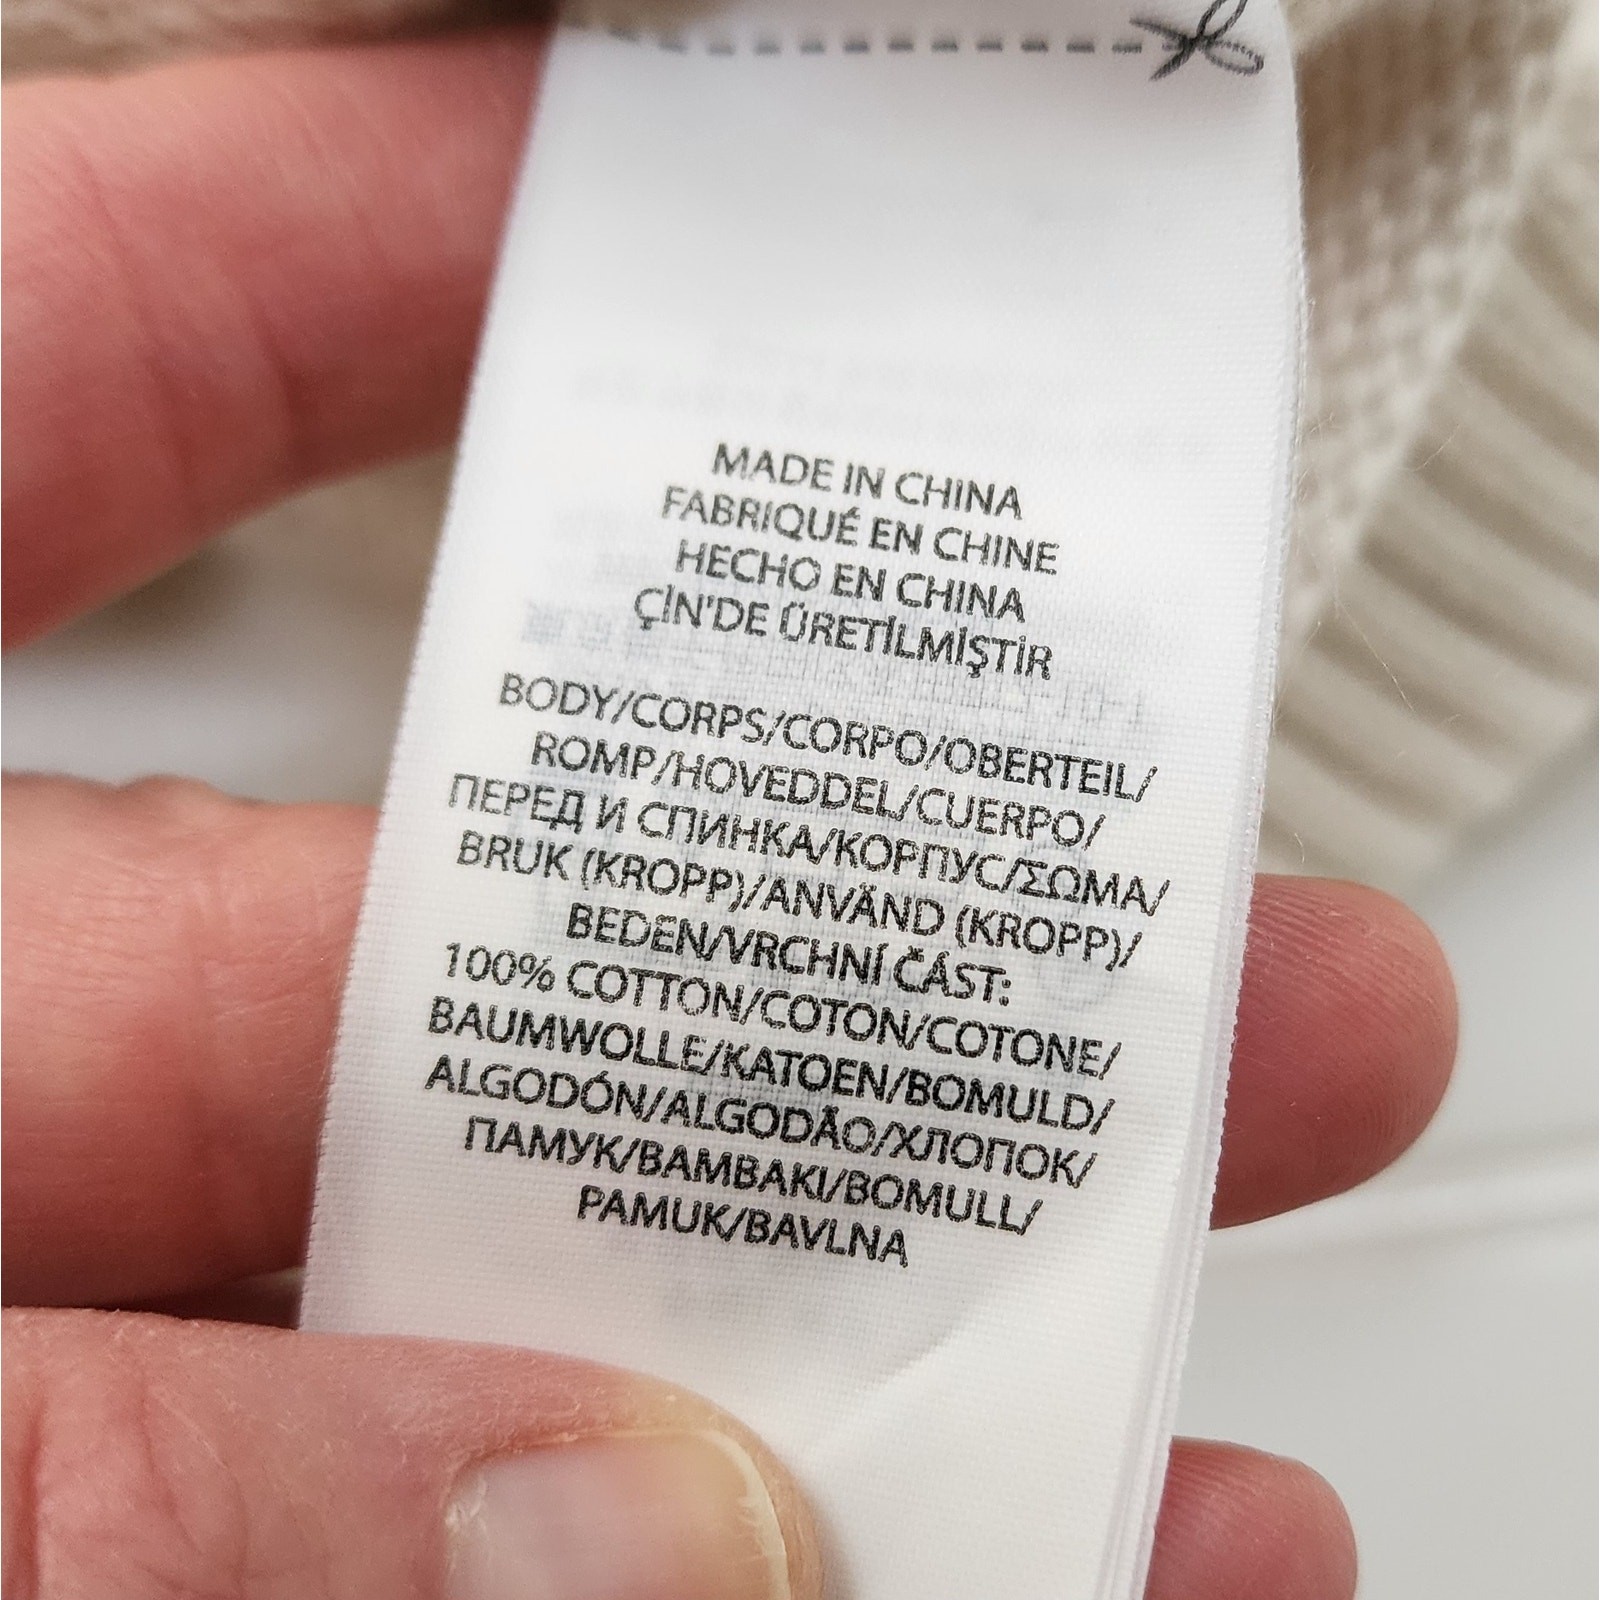 MADE IN CHINA
FABRIQUÉ EN CHINE
HECHO EN CHINA
ÇİN'DE ÜRETİLMİŞTİR
BODY/CORPS/CORPO/OBERTEIL/
ROMP/HOVEDDEL/CUERPO/
ПЕРЕД И СПИНКА/КОРПУС/ΣΩΜΑ/
BRUK (KROPP)/ANVÄND (KROPP)/
BEDEN/VRCHNÍ ČÁST:
100% COTTON/COTON/COTONE/
BAUMWOLLE/KATOEN/BOMULD/
ALGODÓN/ALGODÃO/ХЛОПОК/
ПАМУК/BAMBAKI/BOMULL/
PAMUK/BAVLNA